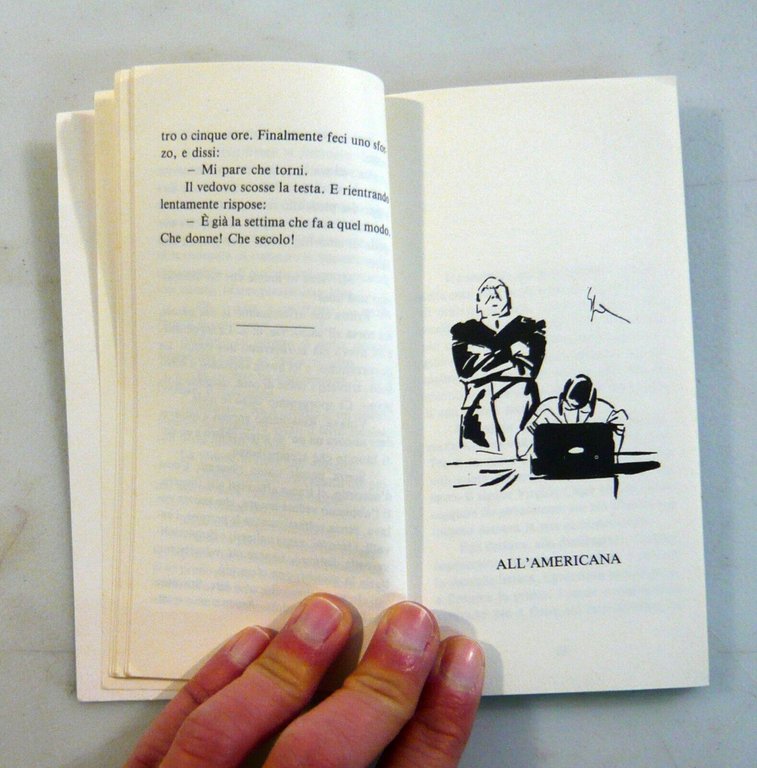 tro o cinque ore. Finalmente feci uno sfor-
zo, e dissi:
– Mi pare che torni.
Il vedovo scosse la testa. E rientrando
lentamente rispose:
– È già la settima che fa a quel modo.
Che donne! Che secolo!
ALL'AMERICANA